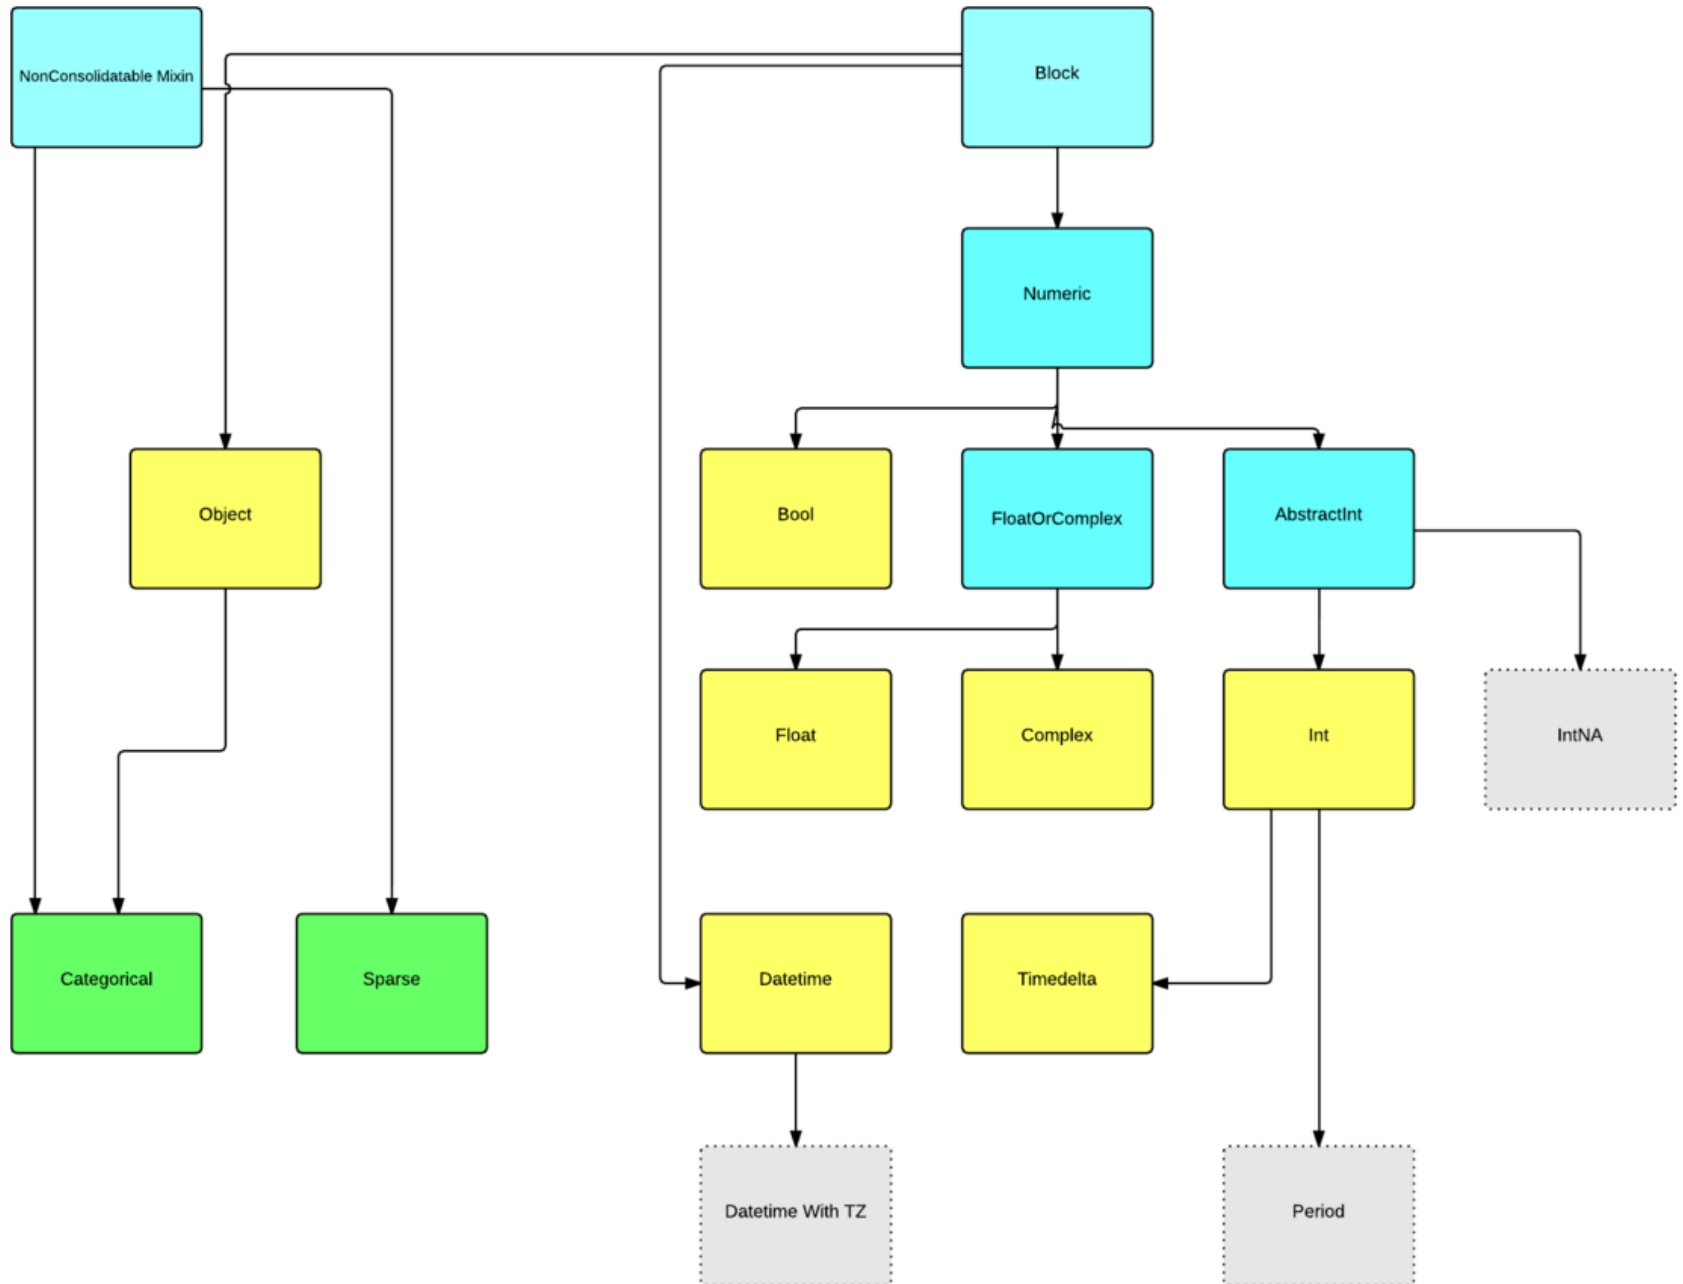 NonConsolidatable Mixin
Block
Numeric
Object
Bool
FloatOrComplex
AbstractInt
Float
Complex
Int
IntNA
Categorical
Sparse
Datetime
Timedelta
Datetime With TZ
Period